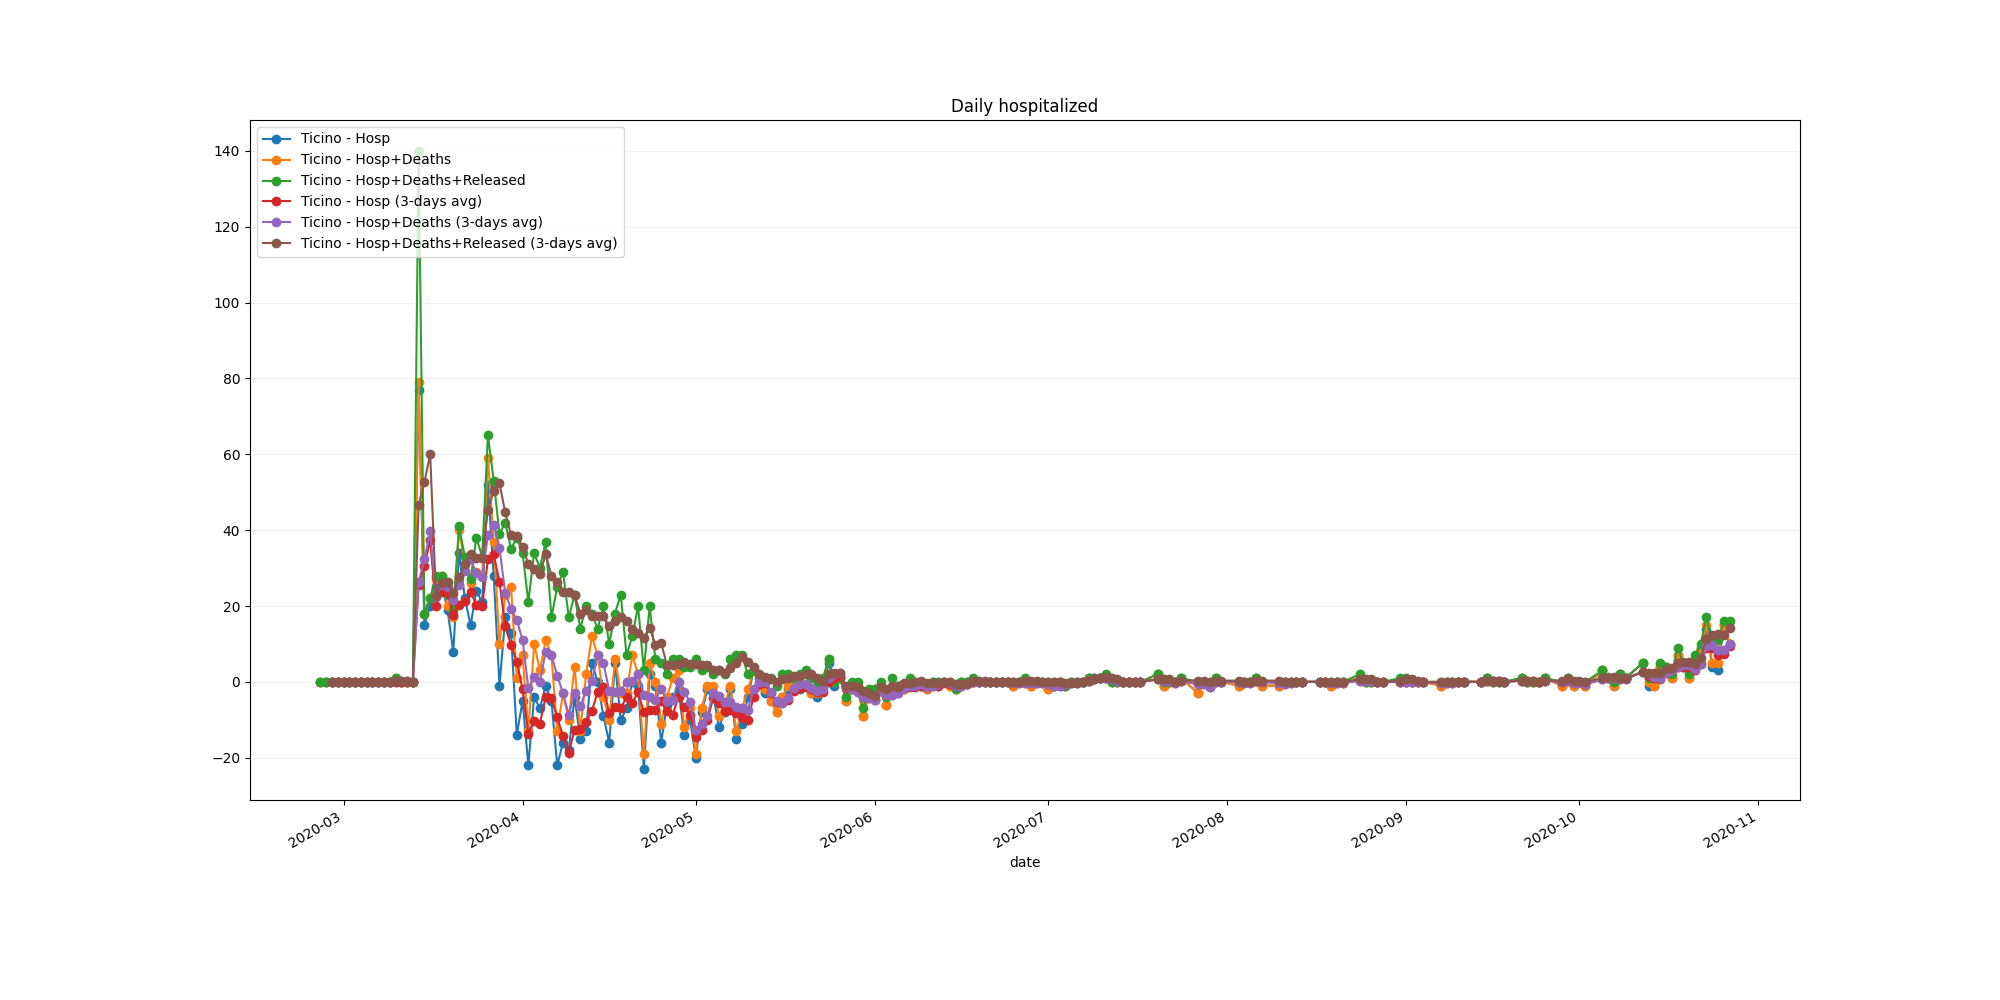 Daily hospitalized
Ticino - Hosp
Ticino - Hosp+Deaths
Ticino - Hosp+Deaths+Released
Ticino - Hosp (3-days avg)
Ticino - Hosp+Deaths (3-days avg)
Ticino - Hosp+Deaths+Released (3-days avg)
140
120
100
80
60
40
20
0
−20
2020-03
2020-04
2020-05
2020-06
2020-07
2020-08
2020-09
2020-10
2020-11
date